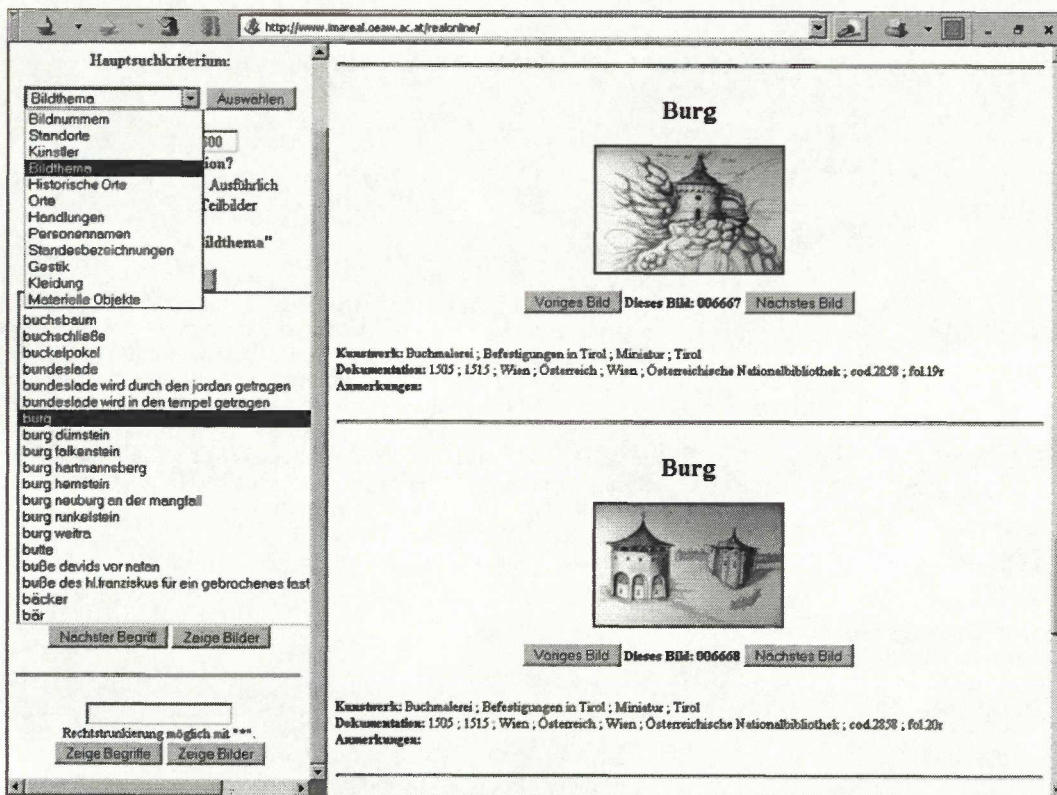 http://www.imareal.oeaw.ac.at/realonline/
Hauptsuchkriterium:
Bildthema
Auswählen
Bildnummern
Standorte
Künstler
Bildthema
Historische Orte
Orte
Handlungen
Personennamen
Standesbezeichnungen
Gestik
Kleidung
Materielle Objekte
ion?
Ausführlich
Teilbilder
ildthema"
buchsbaum
buchschließe
buckelpokal
bundeslade
bundeslade wird durch den jordan getragen
bundeslade wird in den tempel getragen
burg
burg dürnstein
burg falkenstein
burg hartmannsberg
burg hernstein
burg neuburg an der mangfall
burg runkelstein
burg weitra
butte
buße davids vor natan
buße des hl.franziskus für ein gebrochenes fast
bäcker
bär
Nächster Begriff Zeige Bilder
Rechtstrunkierung möglich mit "*".
Zeige Begriffe Zeige Bilder
Burg
Voriges Bild Dieses Bild: 006667 Nächstes Bild
Kunstwerk: Buchmalerei ; Befestigungen in Tirol ; Miniatur ; Tirol
Dokumentation: 1505 ; 1515 ; Wien ; Österreich ; Wien ; Österreichische Nationalbibliothek ; cod.2858 ; fol.19r
Anmerkungen:
Burg
Voriges Bild Dieses Bild: 006668 Nächstes Bild
Kunstwerk: Buchmalerei ; Befestigungen in Tirol ; Miniatur ; Tirol
Dokumentation: 1505 ; 1515 ; Wien ; Österreich ; Wien ; Österreichische Nationalbibliothek ; cod.2858 ; fol.20r
Anmerkungen: